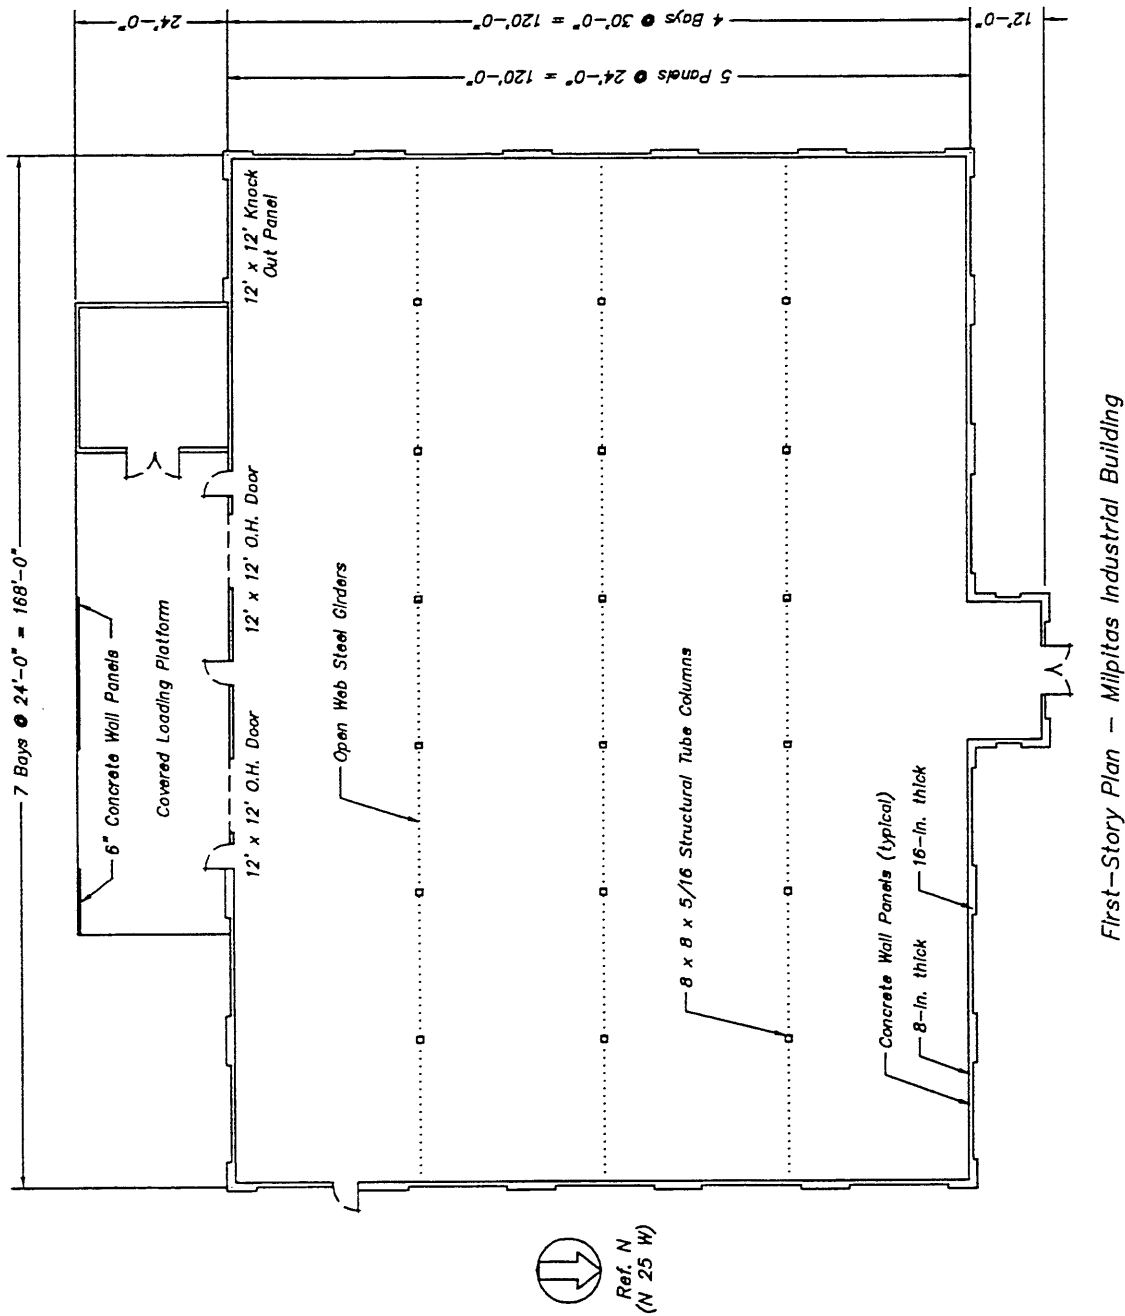 7 Bays @ 24'-0" = 168'-0"
24'-0"
4 Bays @ 30'-0" = 120'-0"
12'-0"
5 Panels @ 24'-0" = 120'-0"
6" Concrete Wall Panels
Covered Loading Platform
12' x 12' O.H. Door
12' x 12' O.H. Door
12' x 12' Knock
Out Panel
Open Web Steel Girders
8 x 8 x 5/16 Structural Tube Columns
Concrete Wall Panels (typical)
8-In. thick
16-In. thick
Ref. N
(N 25 W)
First-Story Plan - Milpitas Industrial Building